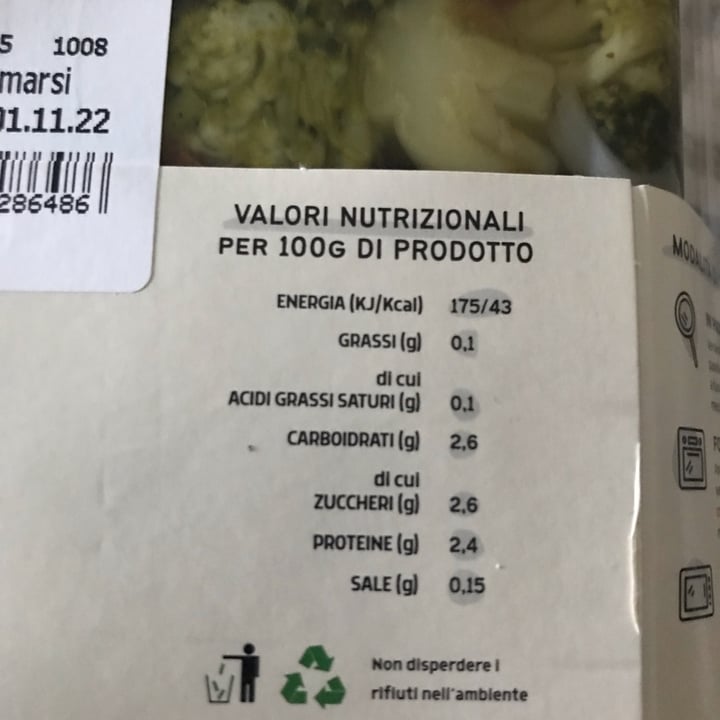 5 1008
marsi
01.11.22
286486
VALORI NUTRIZIONALI
PER 100G DI PRODOTTO
ENERGIA (KJ/Kcal) 175/43
GRASSI (g) 0,1
di cui
ACIDI GRASSI SATURI (g) 0,1
CARBOIDRATI (g) 2,6
di cui
ZUCCHERI (g) 2,6
PROTEINE (g) 2,4
SALE (g) 0,15
Non disperdere i
rifiuti nell'ambiente